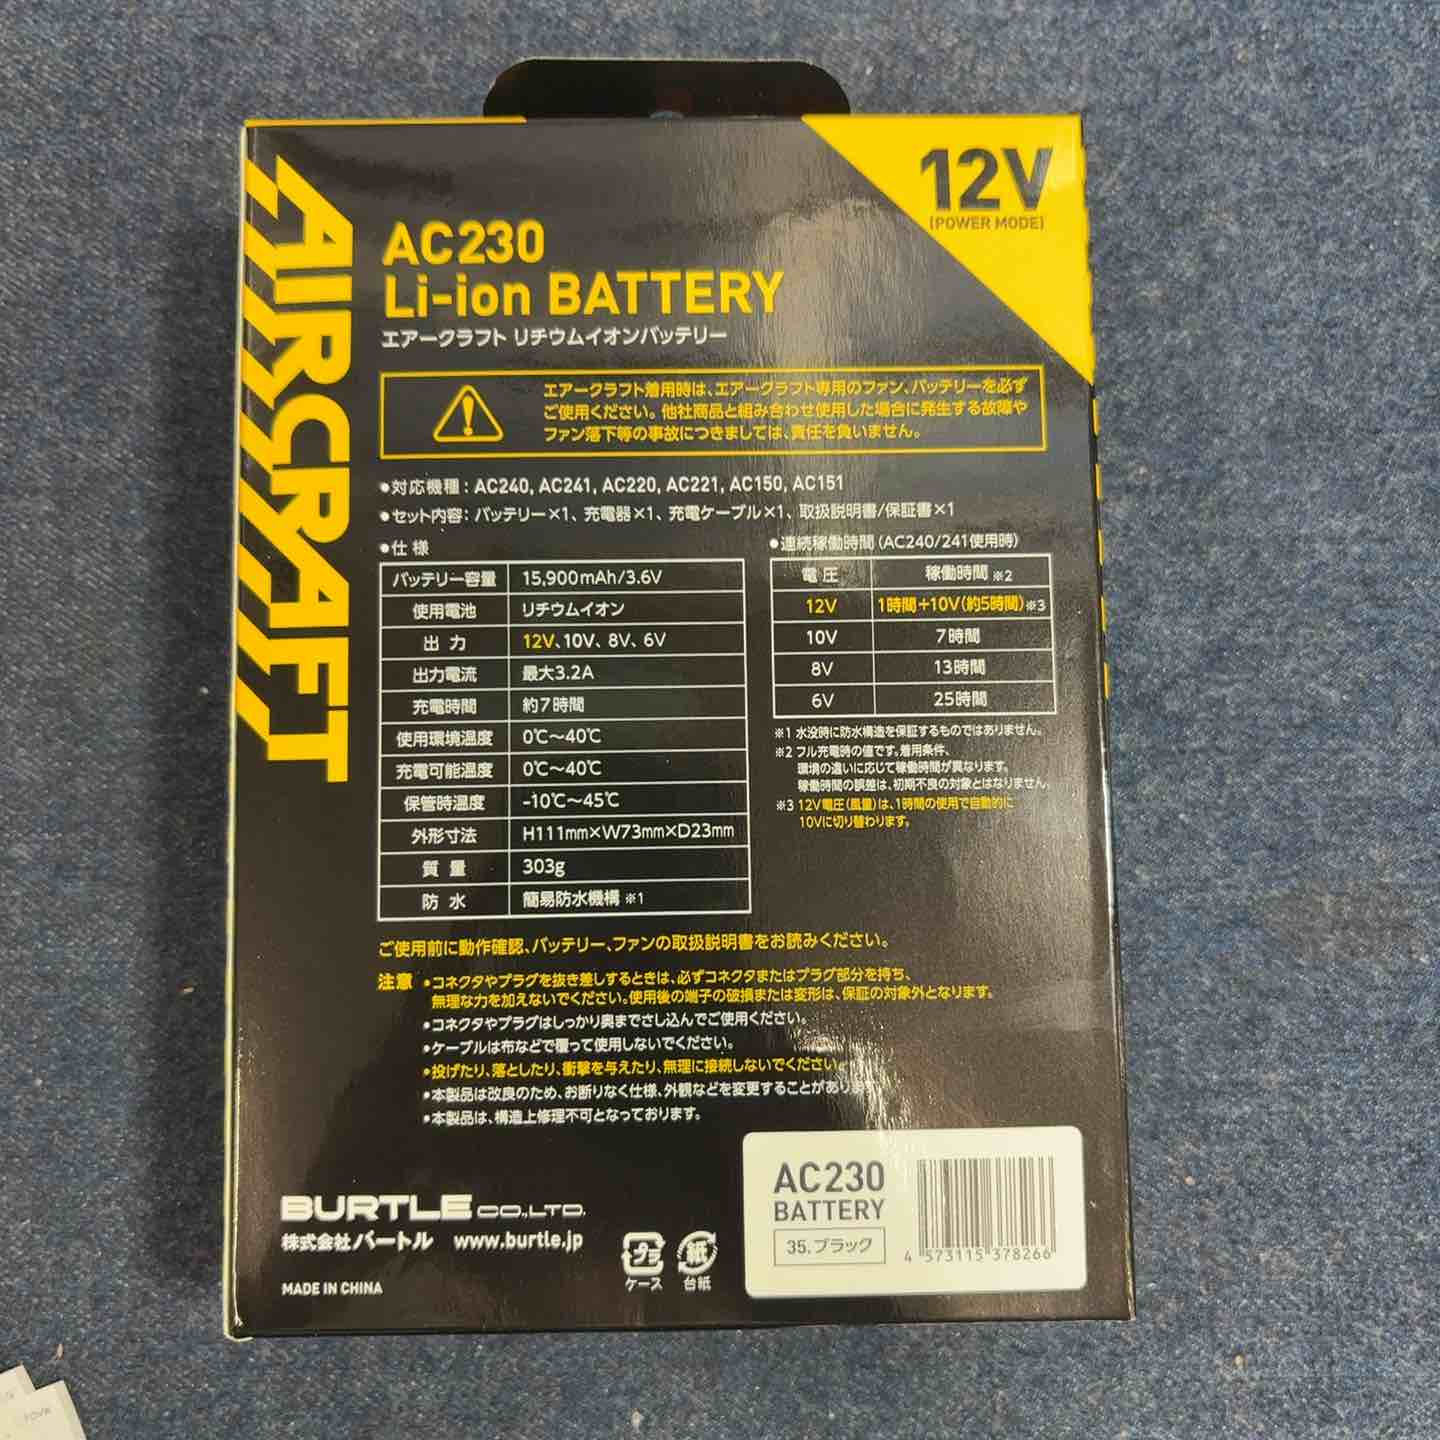 AIRCRAFT
12V
(POWER MODE)
AC230
Li-ion BATTERY
エアークラフト リチウムイオンバッテリー
エアークラフト着用時は、エアークラフト専用のファン、バッテリーを必ず
ご使用ください。他社商品と組み合わせ使用した場合に発生する故障や
ファン落下等の事故につきましては、責任を負いません。
●対応機種：AC240, AC241, AC220, AC221, AC150, AC151
●セット内容：バッテリー×1、充電器×1、充電ケーブル×1、取扱説明書/保証書×1
●仕様
バッテリー容量 15,900mAh/3.6V
使用電池 リチウムイオン
出力 12V、10V、8V、6V
出力電流 最大3.2A
充電時間 約7時間
使用環境温度 0℃〜40℃
充電可能温度 0℃〜40℃
保管時温度 -10℃〜45℃
外形寸法 H111mm×W73mm×D23mm
質量 303g
防水 簡易防水機構 ※1
●連続稼働時間（AC240/241使用時）
電圧 稼働時間 ※2
12V 1時間+10V（約5時間）※3
10V 7時間
8V 13時間
6V 25時間
※1 水没時に防水構造を保証するものではありません。
※2 フル充電時の値です。着用条件、
環境の違いに応じて稼働時間が異なります。
稼働時間の誤差は、初期不良の対象とはなりません。
※3 12V電圧（風量）は、1時間の使用で自動的に
10Vに切り替わります。
ご使用前に動作確認、バッテリー、ファンの取扱説明書をお読みください。
注意 ●コネクタやプラグを抜き差しするときは、必ずコネクタまたはプラグ部分を持ち、
無理な力を加えないでください。使用後の端子の破損または変形は、保証の対象外となります。
●コネクタやプラグはしっかり奥までさし込んでご使用ください。
●ケーブルは布などで覆って使用しないでください。
●投げたり、落としたり、衝撃を与えたり、無理に接続しないでください。
●本製品は改良のため、お断りなく仕様、外観などを変更することがあります。
●本製品は、構造上修理不可となっております。
BURTLE CO.,LTD.
株式会社バートル www.burtle.jp
MADE IN CHINA
プラ
ケース
紙
台紙
AC230
BATTERY
35.ブラック
4 573115 378266